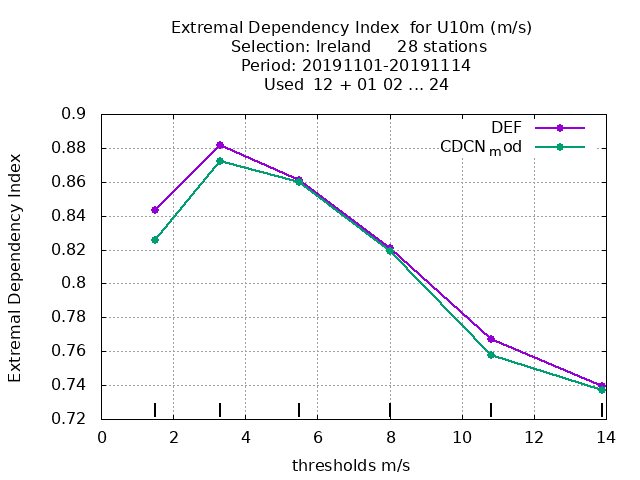 Extremal Dependency Index  for U10m (m/s)
Selection: Ireland     28 stations
Period: 20191101-20191114
Used  12 + 01 02 ... 24
Extremal Dependency Index
0.9
0.88
0.86
0.84
0.82
0.8
0.78
0.76
0.74
0.72
DEF
CDCNmod
0 2 4 6 8 10 12 14
thresholds m/s